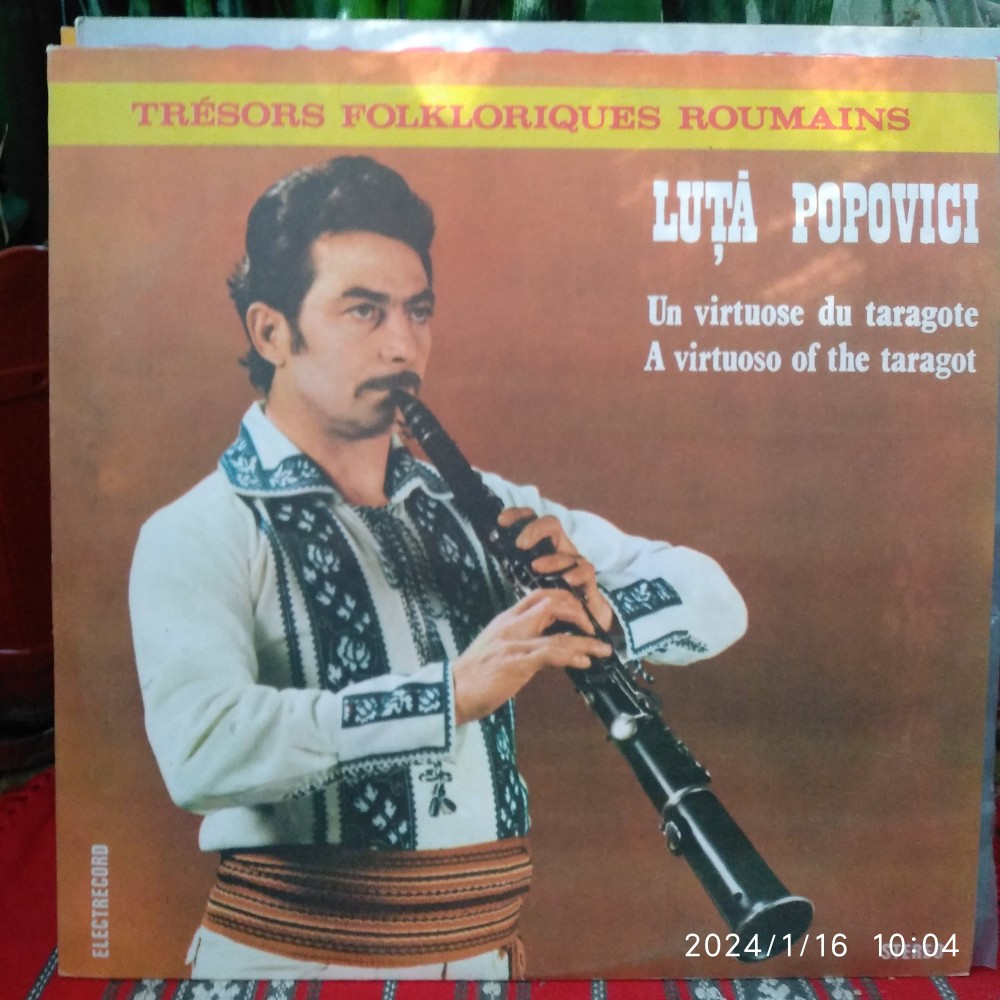 TRÉSORS FOLKLORIQUES ROUMAINS
LUȚĂ POPOVICI
Un virtuose du taragote
A virtuoso of the taragot
ELECTRECORD
STEREO
2024/1/16 10:04